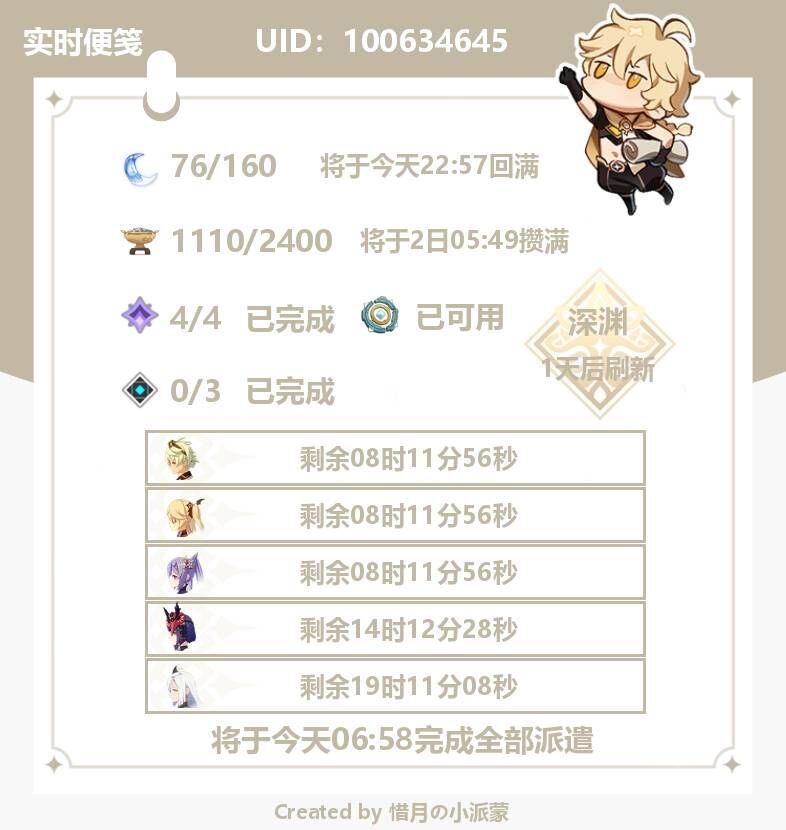 实时便笺 UID：100634645
76/160 将于今天22:57回满
1110/2400 将于2日05:49攒满
4/4 已完成 已可用
深渊
1天后刷新
0/3 已完成
剩余08时11分56秒
剩余08时11分56秒
剩余08时11分56秒
剩余14时12分28秒
剩余19时11分08秒
将于今天06:58完成全部派遣
Created by 惜月の小派蒙